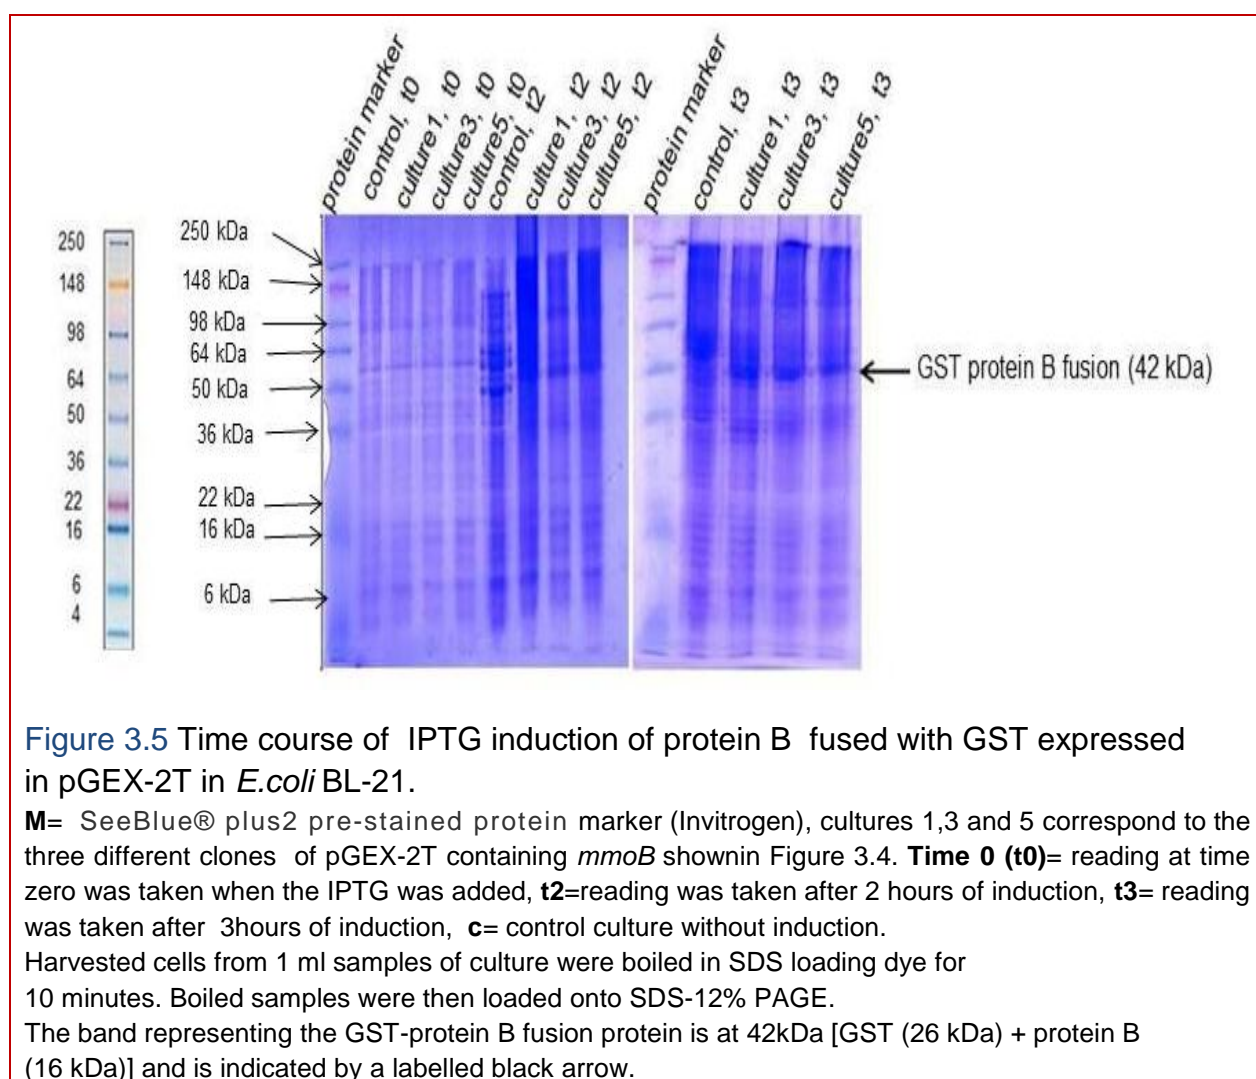 protein marker
control, t0
culture1, t0
culture3, t0
culture5, t0
control, t2
culture1, t2
culture3, t2
culture5, t2
protein marker
control, t3
culture1, t3
culture3, t3
culture5, t3
250
148
98
64
50
36
22
16
6
4
250 kDa
148 kDa
98 kDa
64 kDa
50 kDa
36 kDa
22 kDa
16 kDa
6 kDa
GST protein B fusion (42 kDa)
Figure 3.5 Time course of IPTG induction of protein B fused with GST expressed
in pGEX-2T in E.coli BL-21.
M= SeeBlue® plus2 pre-stained protein marker (Invitrogen), cultures 1,3 and 5 correspond to the
three different clones of pGEX-2T containing mmoB shownin Figure 3.4. Time 0 (t0)= reading at time
zero was taken when the IPTG was added, t2=reading was taken after 2 hours of induction, t3= reading
was taken after 3hours of induction, c= control culture without induction.
Harvested cells from 1 ml samples of culture were boiled in SDS loading dye for
10 minutes. Boiled samples were then loaded onto SDS-12% PAGE.
The band representing the GST-protein B fusion protein is at 42kDa [GST (26 kDa) + protein B
(16 kDa)] and is indicated by a labelled black arrow.